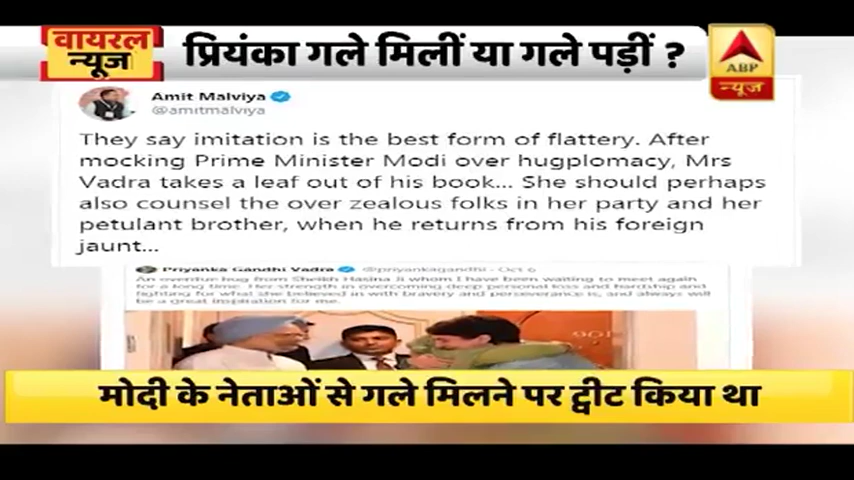 वायरल
न्यूज़
प्रियंका गले मिलीं या गले पड़ीं ?
ABP
न्यूज़
Amit Malviya
@amitmalviya
They say imitation is the best form of flattery. After
mocking Prime Minister Modi over hugplomacy, Mrs
Vadra takes a leaf out of his book... She should perhaps
also counsel the over zealous folks in her party and her
petulant brother, when he returns from his foreign
jaunt...
Priyanka Gandhi Vadra @priyankagandhi · Oct 6
An overdue hug from Sheikh Hasina Ji whom I have been waiting to meet again
for a long time. Her strength in overcoming deep personal loss and hardship and
fighting for what she believed in with bravery and perseverance is, and always will
be a great inspiration for me.
मोदी के नेताओं से गले मिलने पर ट्वीट किया था